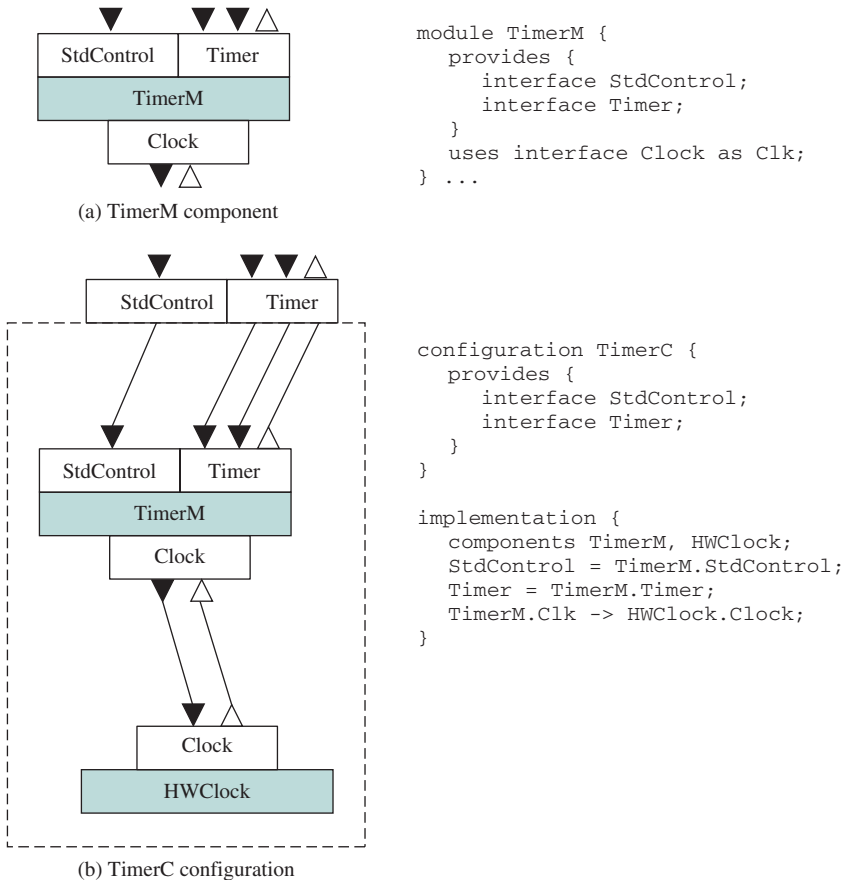 StdControl
Timer
TimerM
Clock
(a) TimerM component
module TimerM {
provides {
interface StdControl;
interface Timer;
}
uses interface Clock as Clk;
} ...
StdControl
Timer
StdControl
Timer
TimerM
Clock
Clock
HWClock
(b) TimerC configuration
configuration TimerC {
provides {
interface StdControl;
interface Timer;
}
}
implementation {
components TimerM, HWClock;
StdControl = TimerM.StdControl;
Timer = TimerM.Timer;
TimerM.Clk -> HWClock.Clock;
}